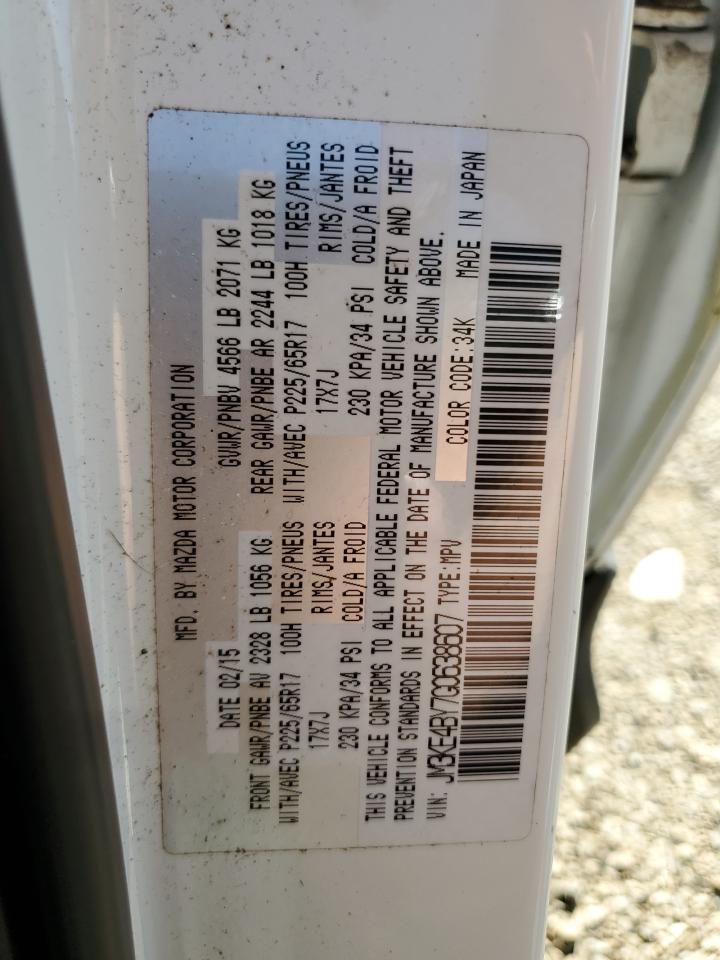 MFD. BY MAZDA MOTOR CORPORATION
DATE 02/15 GVWR/PNBV 4566 LB 2071 KG
FRONT GAWR/PNBE AV 2328 LB 1056 KG REAR GAWR/PNBE AR 2244 LB 1018 KG
WITH/AVEC P225/65R17 100H TIRES/PNEUS WITH/AVEC P225/65R17 100H TIRES/PNEUS
17X7J RIMS/JANTES 17X7J RIMS/JANTES
230 KPA/34 PSI COLD/A FROID 230 KPA/34 PSI COLD/A FROID
THIS VEHICLE CONFORMS TO ALL APPLICABLE FEDERAL MOTOR VEHICLE SAFETY AND THEFT
PREVENTION STANDARDS IN EFFECT ON THE DATE OF MANUFACTURE SHOWN ABOVE.
VIN: JM3KE4BY7G0638607 TYPE:MPV COLOR CODE:34K MADE IN JAPAN